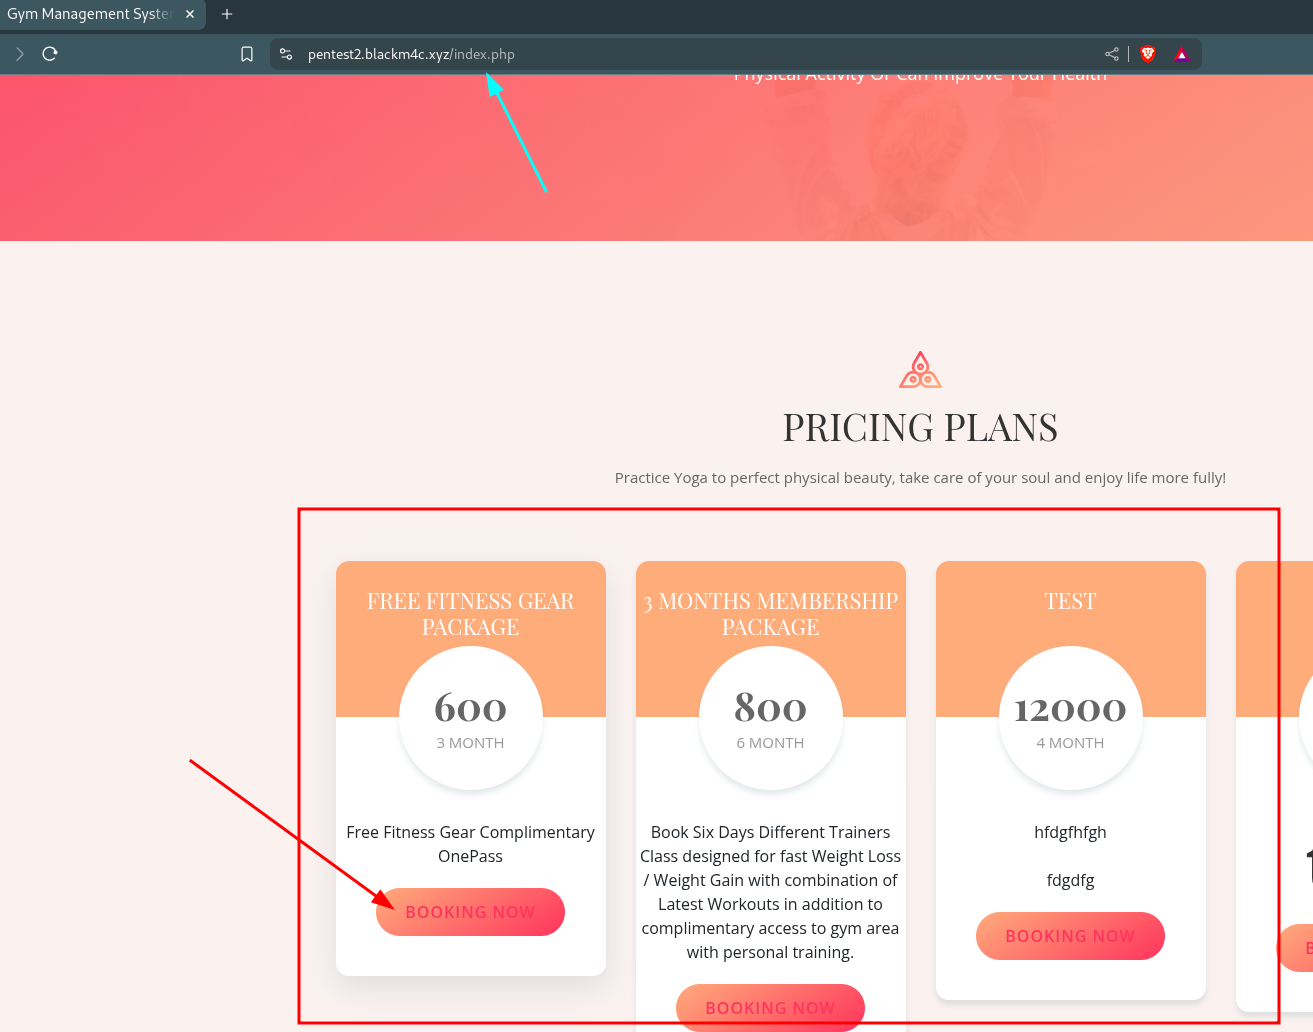 Gym Management Syste
pentest2.blackm4c.xyz/index.php
Physical Activity Or Can Improve Your Health
PRICING PLANS
Practice Yoga to perfect physical beauty, take care of your soul and enjoy life more fully!
FREE FITNESS GEAR
PACKAGE
600
3 MONTH
Free Fitness Gear Complimentary
OnePass
BOOKING NOW
3 MONTHS MEMBERSHIP
PACKAGE
800
6 MONTH
Book Six Days Different Trainers
Class designed for fast Weight Loss
/ Weight Gain with combination of
Latest Workouts in addition to
complimentary access to gym area
with personal training.
BOOKING NOW
TEST
12000
4 MONTH
hfdgfhfgh
fdgdfg
BOOKING NOW